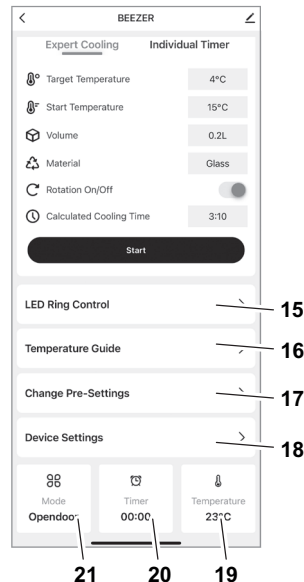 BEEZER
Expert Cooling Individual Timer
Target Temperature 4°C
Start Temperature 15°C
Volume 0.2L
Material Glass
Rotation On/Off
Calculated Cooling Time 3:10
Start
LED Ring Control 15
Temperature Guide 16
Change Pre-Settings 17
Device Settings 18
Mode Timer Temperature
Opendoor 00:00 23°C
21 20 19